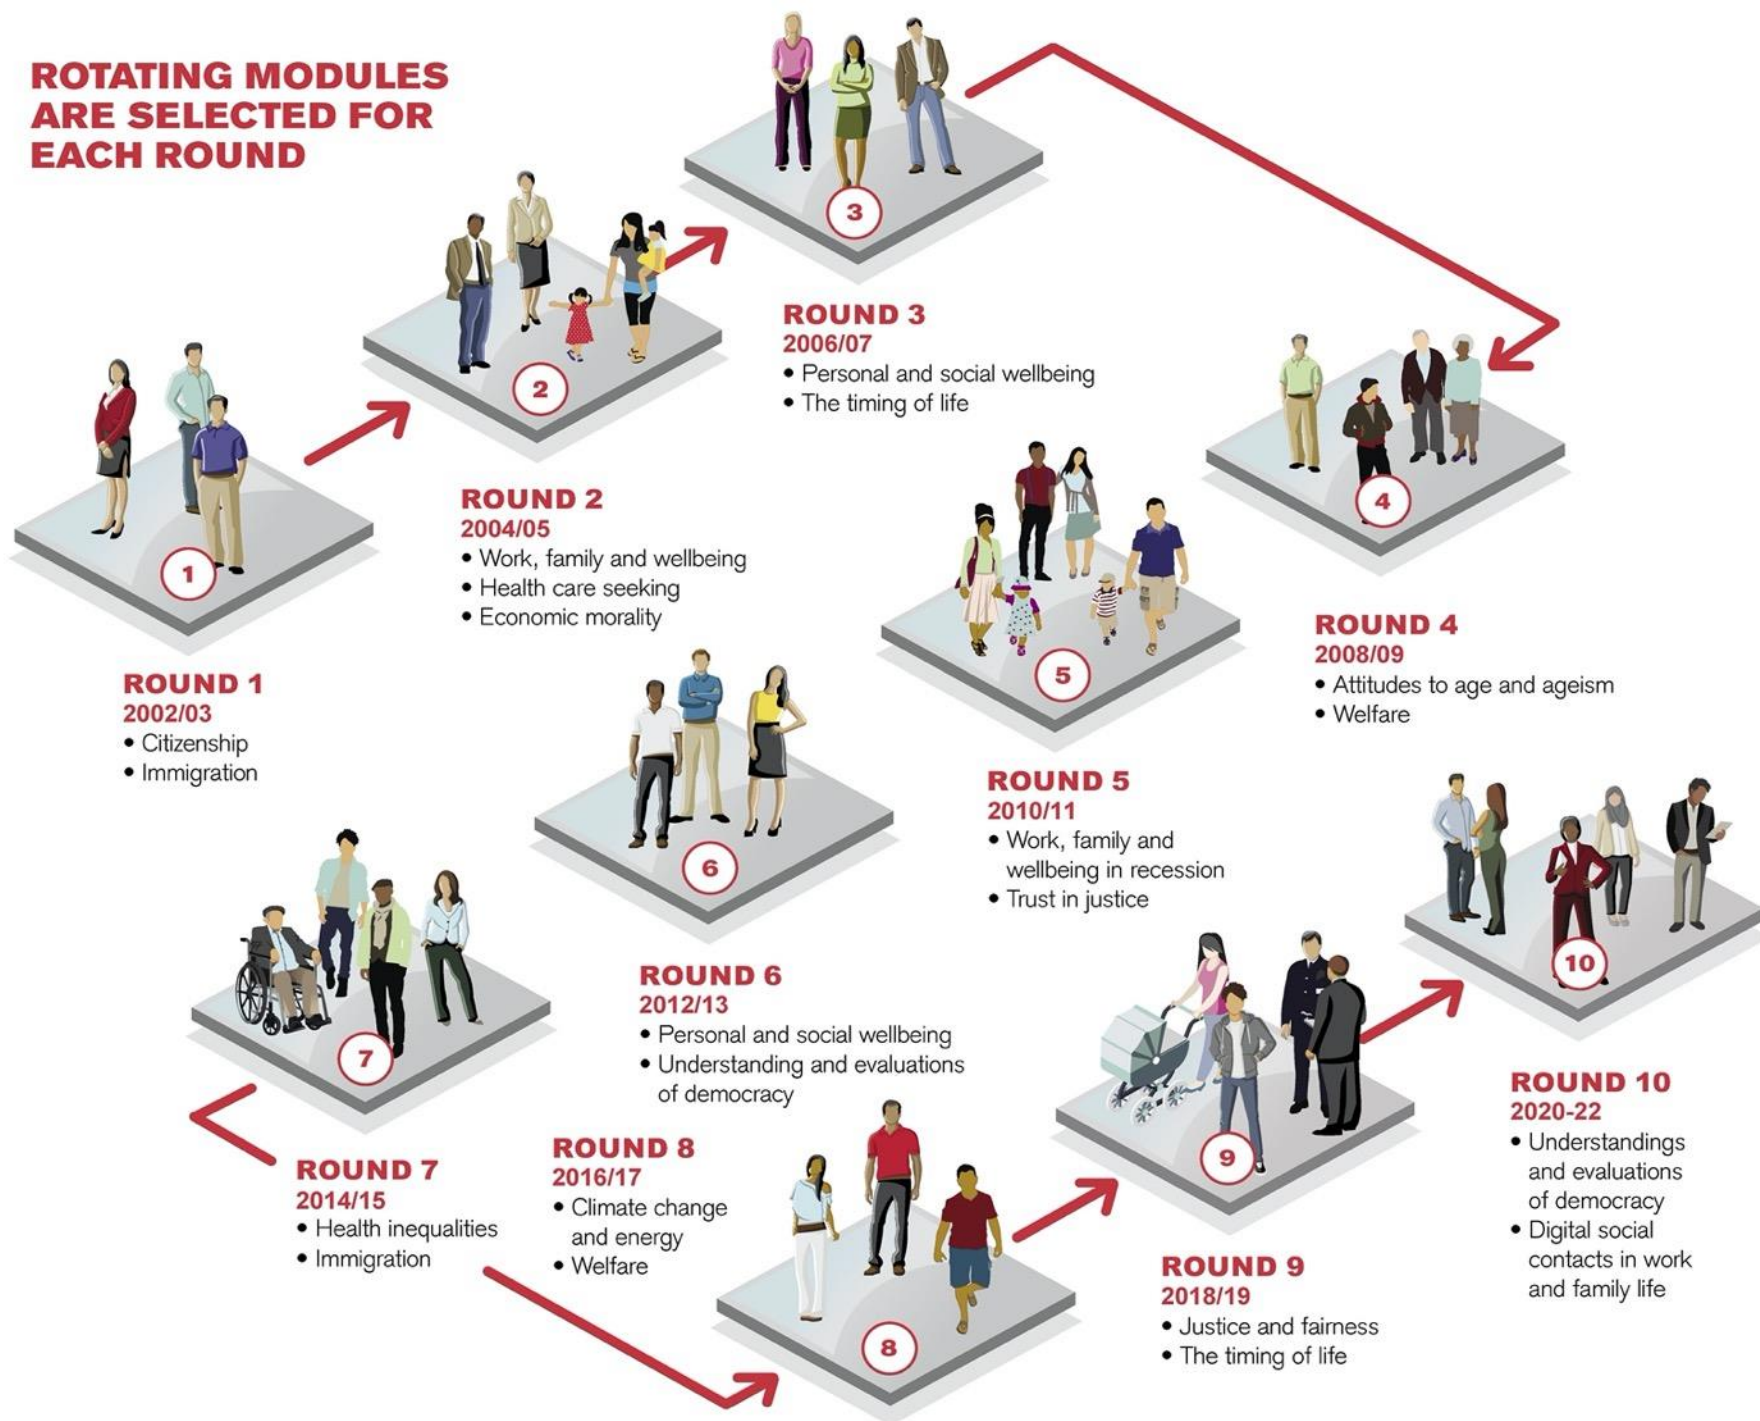 ROTATING MODULES
ARE SELECTED FOR
EACH ROUND
1
ROUND 1
2002/03
• Citizenship
• Immigration
2
ROUND 2
2004/05
• Work, family and wellbeing
• Health care seeking
• Economic morality
3
ROUND 3
2006/07
• Personal and social wellbeing
• The timing of life
4
ROUND 4
2008/09
• Attitudes to age and ageism
• Welfare
5
ROUND 5
2010/11
• Work, family and
wellbeing in recession
• Trust in justice
6
ROUND 6
2012/13
• Personal and social wellbeing
• Understanding and evaluations
of democracy
7
ROUND 7
2014/15
• Health inequalities
• Immigration
8
ROUND 8
2016/17
• Climate change
and energy
• Welfare
9
ROUND 9
2018/19
• Justice and fairness
• The timing of life
10
ROUND 10
2020-22
• Understandings
and evaluations
of democracy
• Digital social
contacts in work
and family life